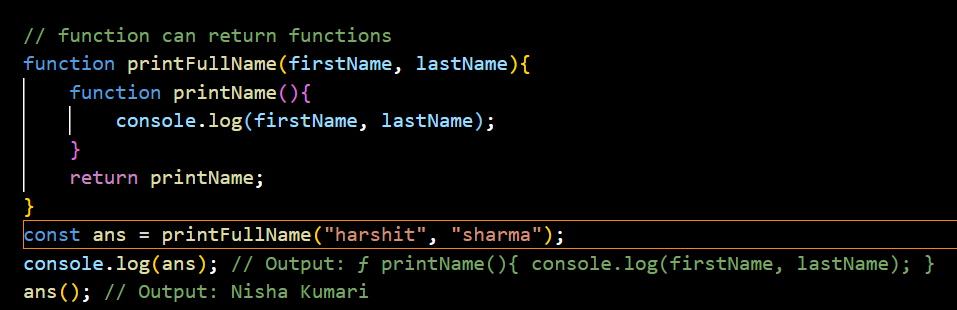 // function can return functions
function printFullName(firstName, lastName){
    function printName(){
        console.log(firstName, lastName);
    }
    return printName;
}
const ans = printFullName("harshit", "sharma");
console.log(ans); // Output: ƒ printName(){ console.log(firstName, lastName); }
ans(); // Output: Nisha Kumari